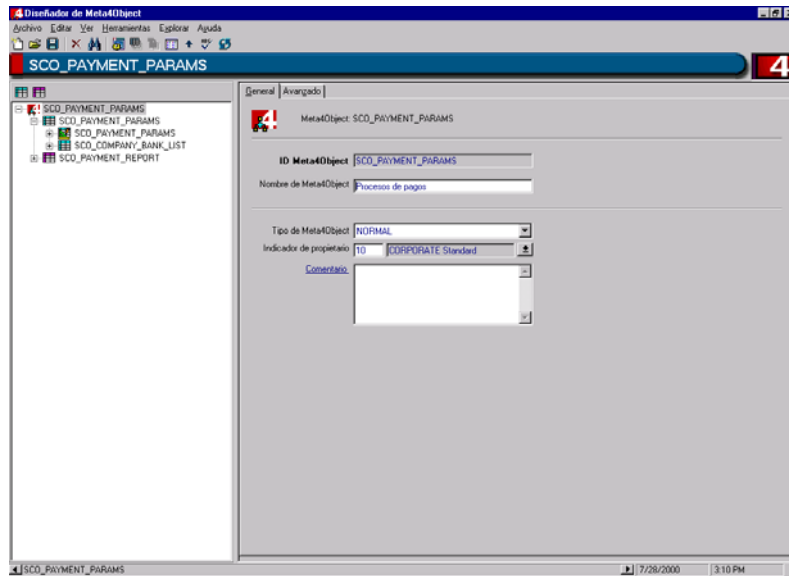 Diseñador de Meta4Object
Archivo Editar Ver Herramientas Explorar Ayuda
SCO_PAYMENT_PARAMS
4
SCO_PAYMENT_PARAMS
SCO_PAYMENT_PARAMS
SCO_PAYMENT_PARAMS
SCO_COMPANY_BANK_LIST
SCO_PAYMENT_REPORT
General Avanzado
Meta4Object: SCO_PAYMENT_PARAMS
ID Meta4Object SCO_PAYMENT_PARAMS
Nombre de Meta4Object Procesos de pagos
Tipo de Meta4Object NORMAL
Indicador de propietario 10 CORPORATE Standard
Comentario
SCO_PAYMENT_PARAMS 7/28/2000 3:10 PM